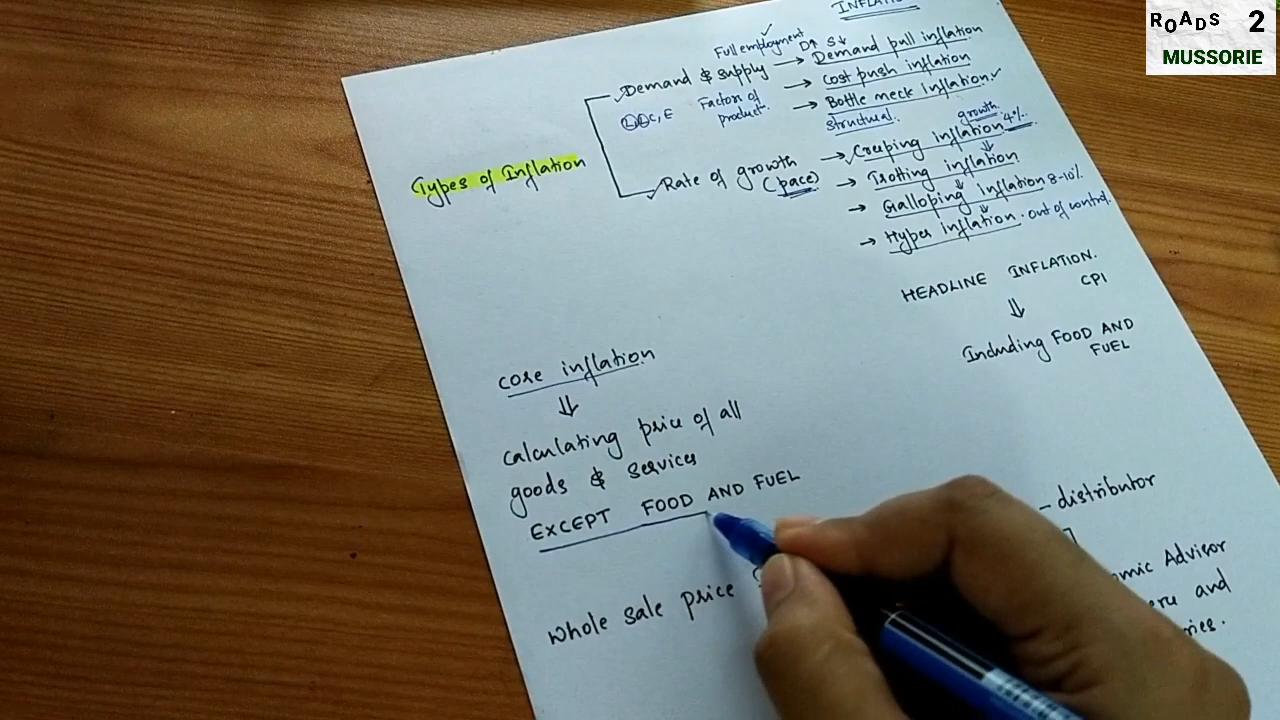 ROADS 2
MUSSORIE
Full employment
D↑ S↓
Demand & supply → Demand pull inflation
→ Cost push inflation
C, E Factors of product. → Bottle neck inflation
structural.
Types of Inflation
growth
Rate of growth → Creeping inflation 4%.
(pace) → Trotting inflation
→ Galloping inflation 8-10%
→ Hyper inflation. out of control.
HEADLINE INFLATION.
CPI
Including FOOD AND
FUEL
core inflation
calculating price of all
goods & services
EXCEPT FOOD AND FUEL
- distributor
whole sale price
Advisor
and